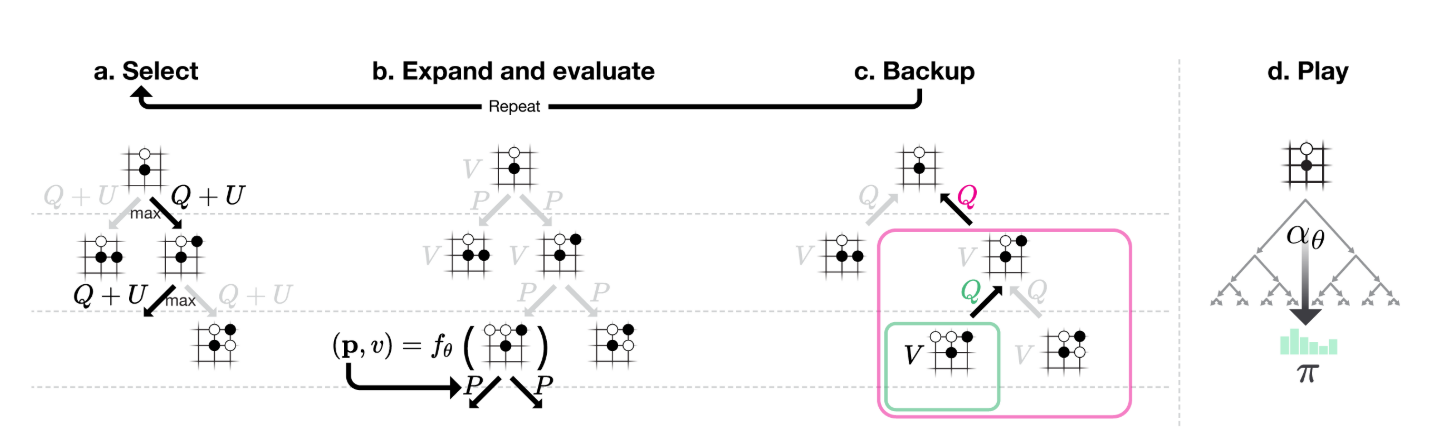 a. Select
b. Expand and evaluate
c. Backup
d. Play
Repeat
Q + U
max
Q + U
Q + U
max
Q + U
V
P
P
V
V
P
P
(p, v) = fθ ( )
P
P
Q
Q
V
V
Q
Q
V
V
αθ
π